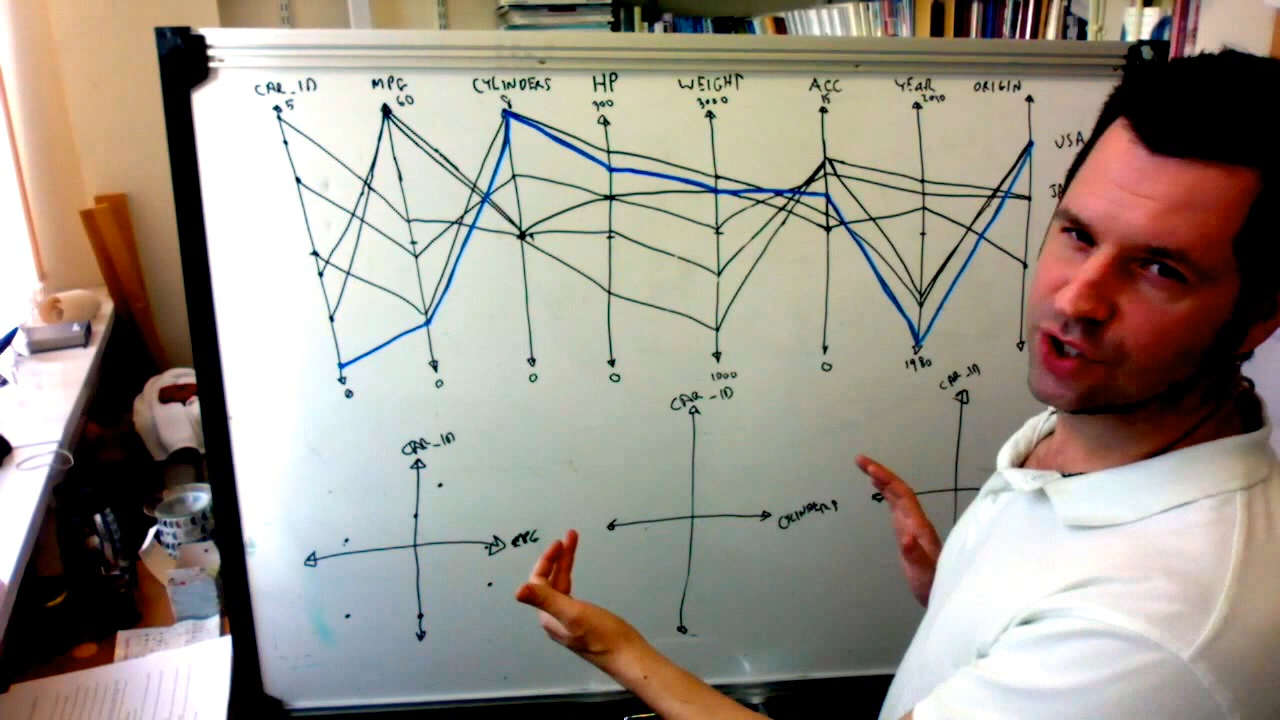 CAR_ID MPG CYLINDERS HP WEIGHT ACC YEAR ORIGIN
5 60 8 300 3000 15 2010
USA
0 0 0 0 1000 0 1980
CAR_ID
CAR_ID
CAR_ID
MPG
CYLINDERS